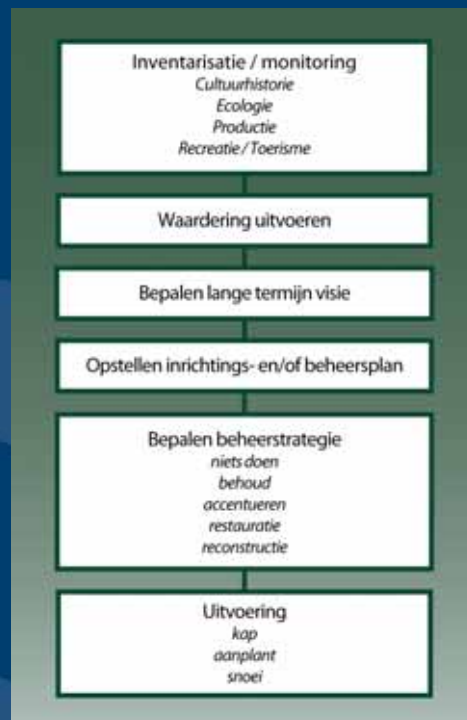 Inventarisatie / monitoring
Cultuurhistorie
Ecologie
Productie
Recreatie / Toerisme
Waardering uitvoeren
Bepalen lange termijn visie
Opstellen inrichtings- en/of beheersplan
Bepalen beheerstrategie
niets doen
behoud
accentueren
restauratie
reconstructie
Uitvoering
kap
aanplant
snoei